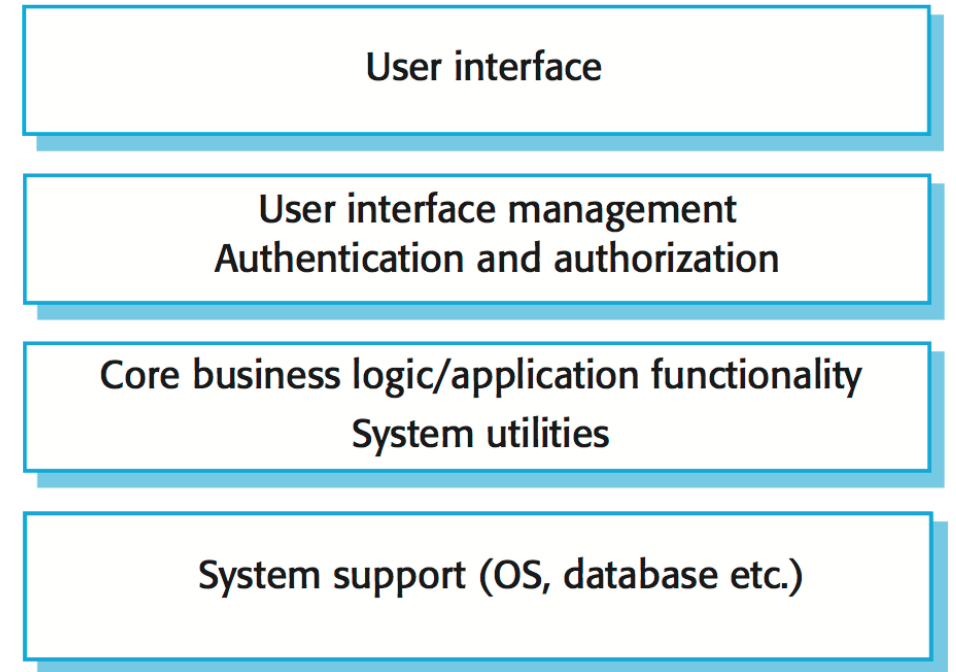 User interface
User interface management
Authentication and authorization
Core business logic/application functionality
System utilities
System support (OS, database etc.)